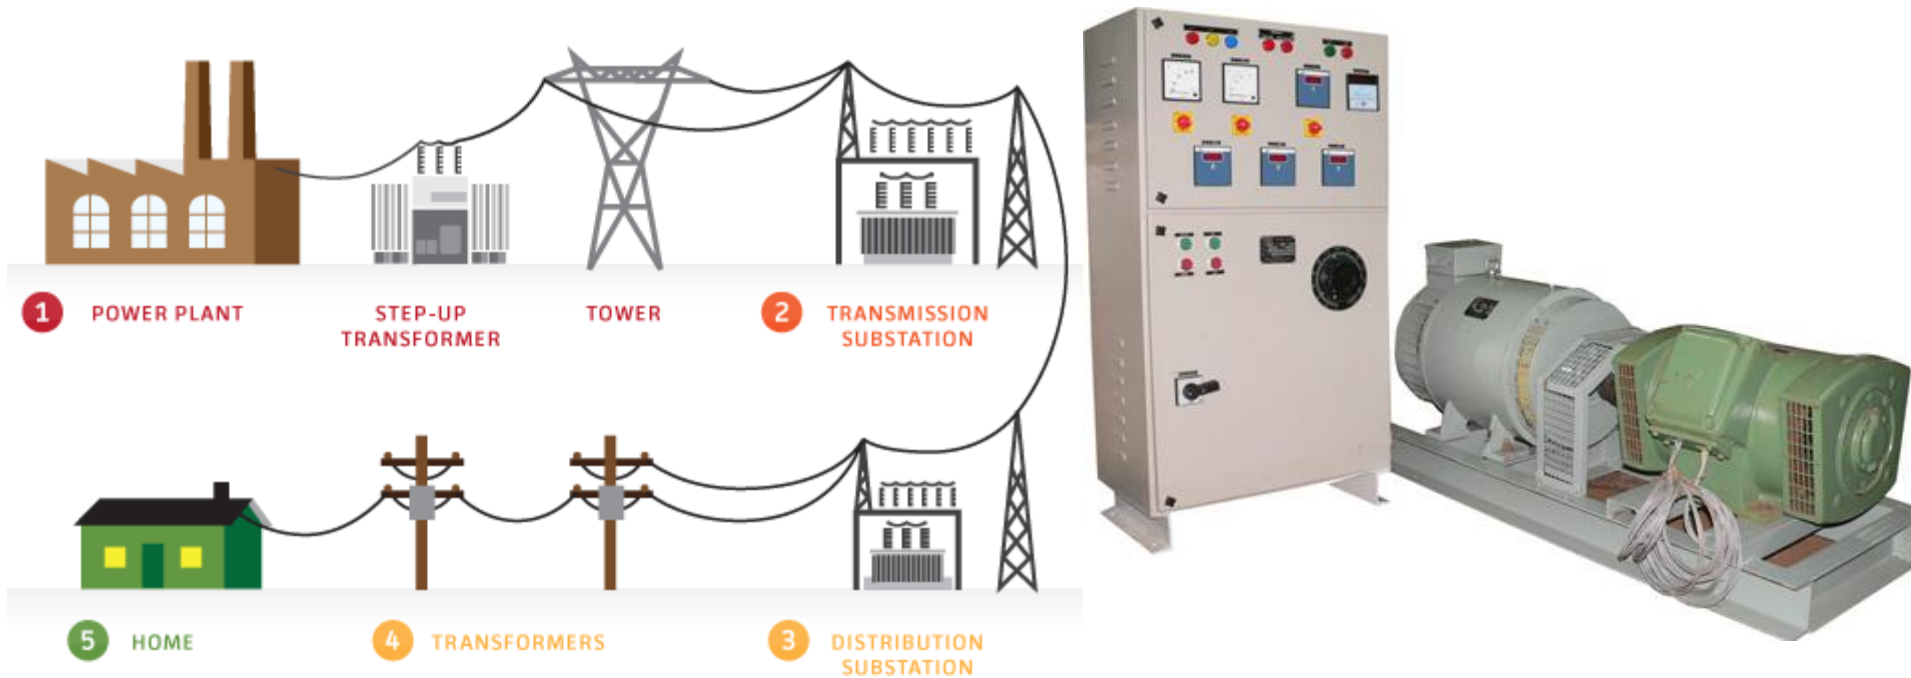 1 POWER PLANT
STEP-UP
TRANSFORMER
TOWER
2 TRANSMISSION
SUBSTATION
5 HOME
4 TRANSFORMERS
3 DISTRIBUTION
SUBSTATION